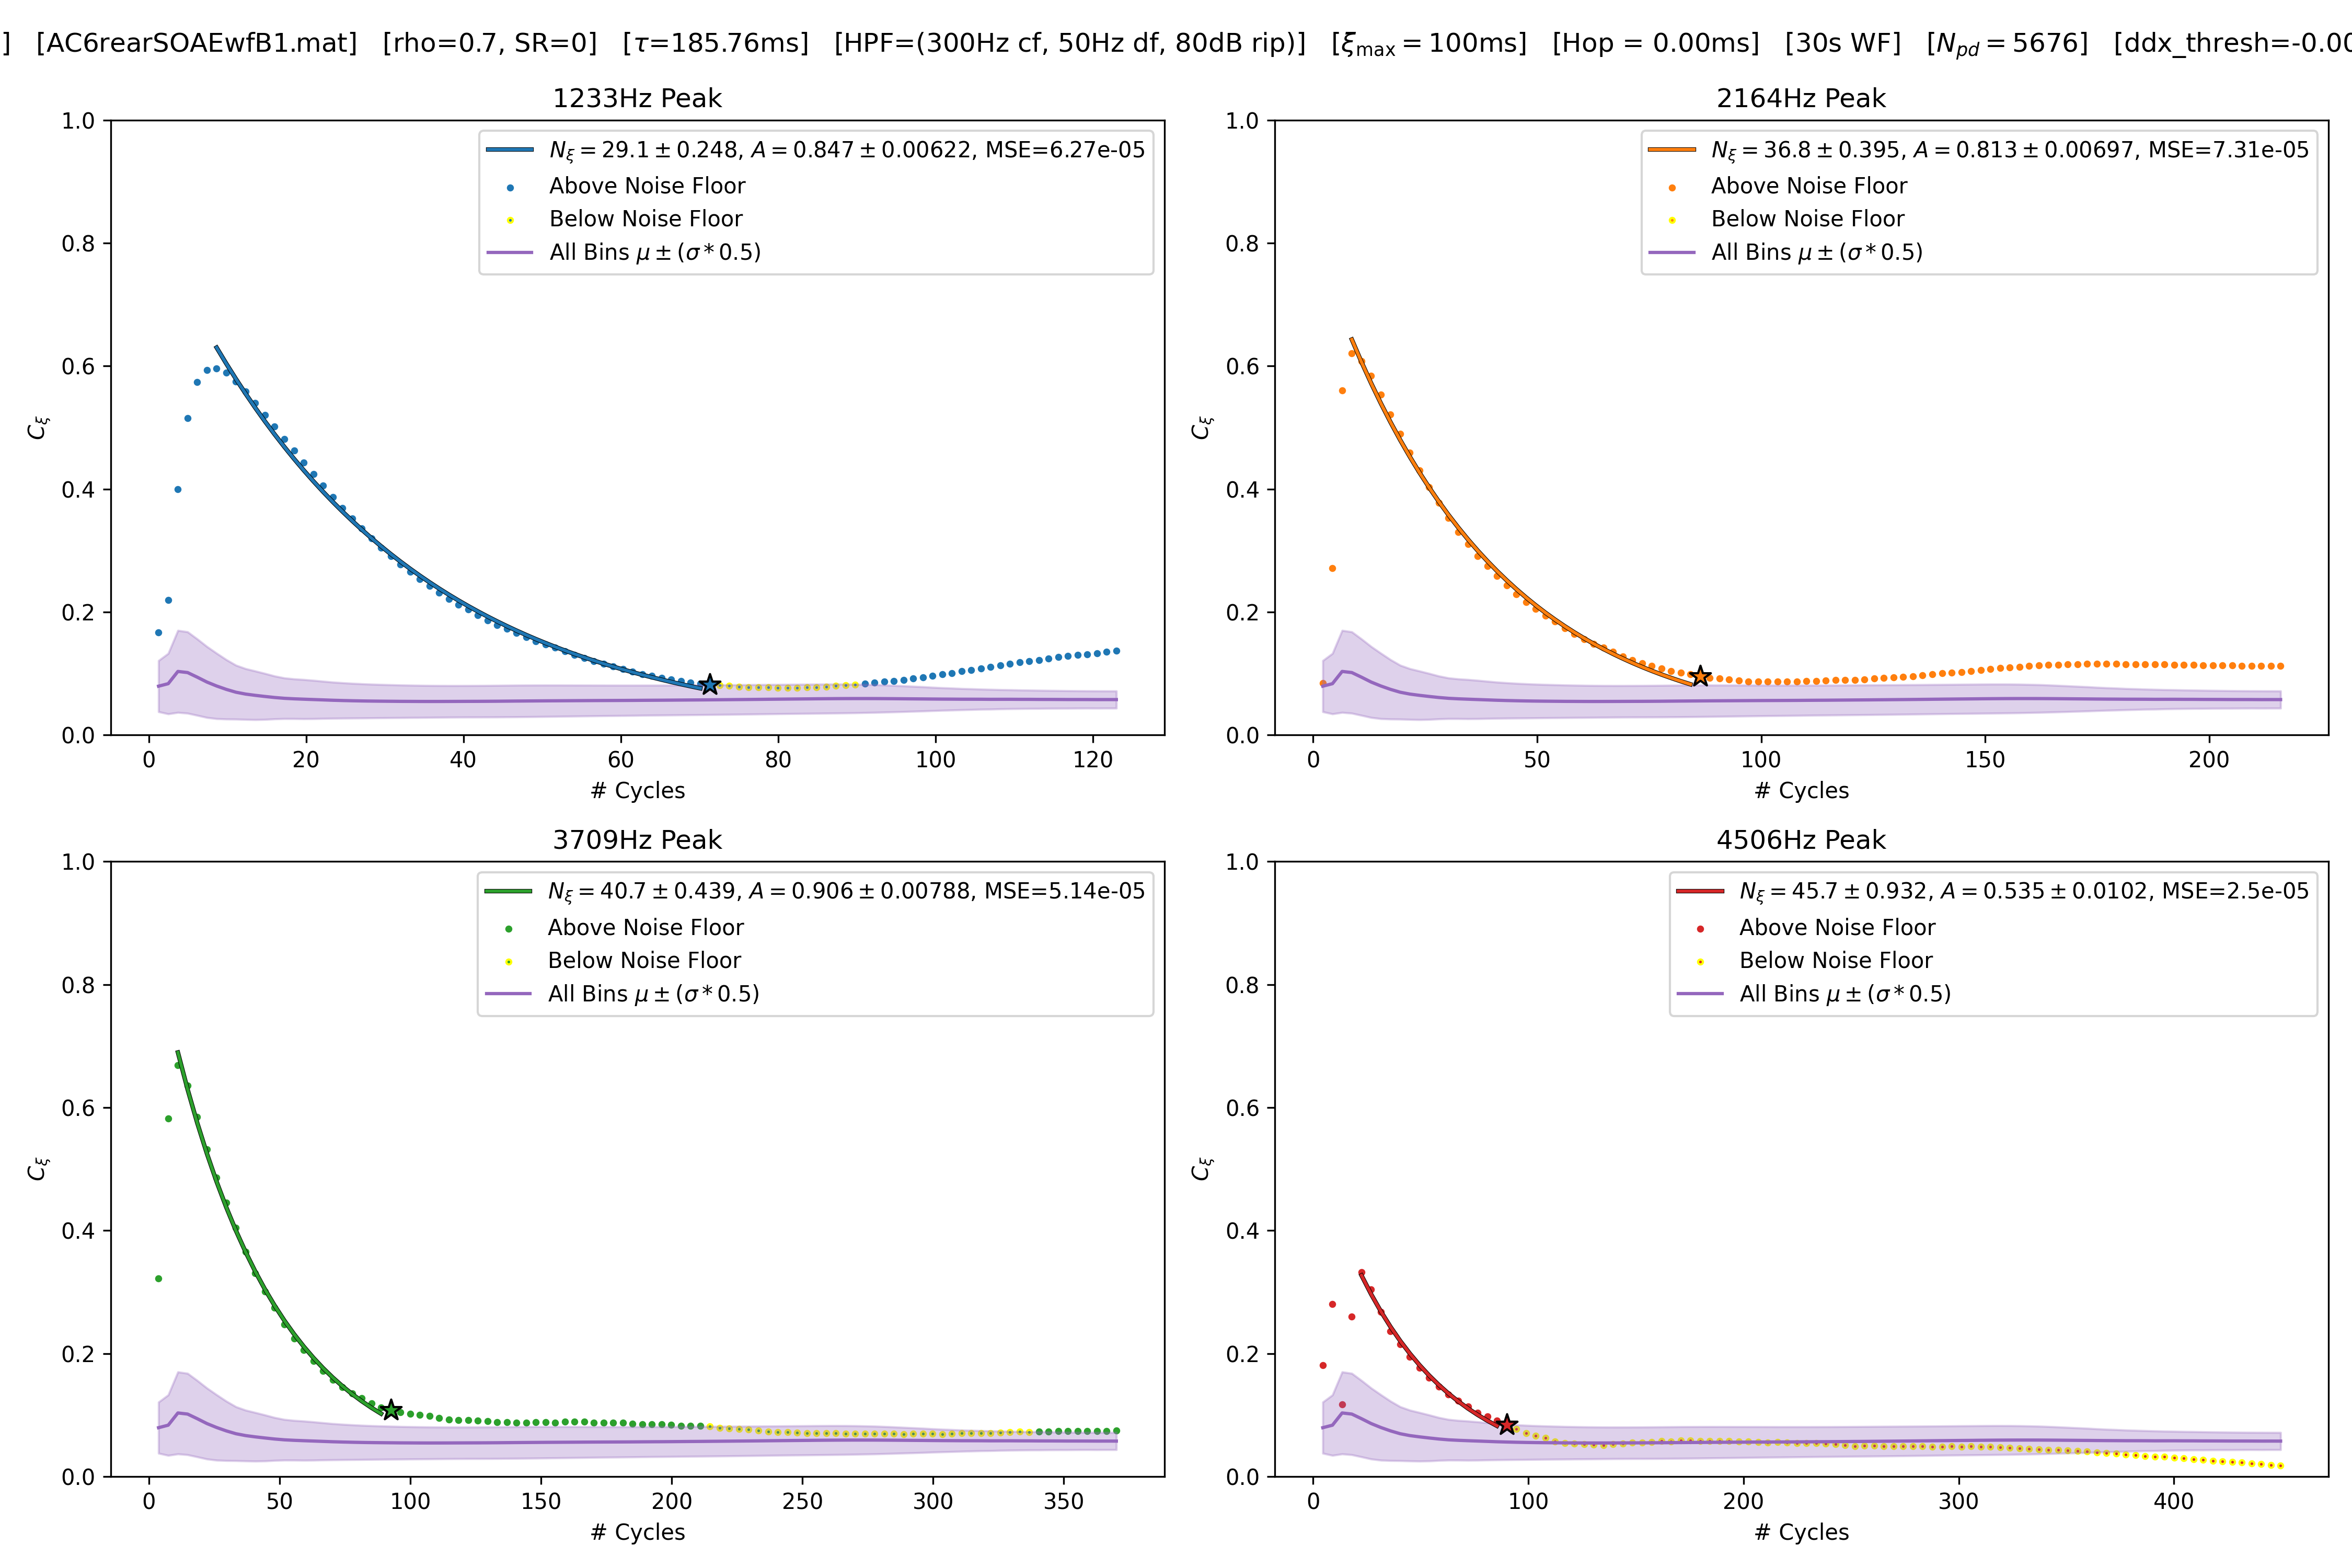 ] [AC6rearSOAEwfB1.mat] [rho=0.7, SR=0] [τ=185.76ms] [HPF=(300Hz cf, 50Hz df, 80dB rip)] [ξmax = 100ms] [Hop = 0.00ms] [30s WF] [Npd = 5676] [ddx_thresh=-0.00
1233Hz Peak
1.0
0.8
0.6
0.4
0.2
0.0
Cξ
Nξ = 29.1 ± 0.248, A = 0.847 ± 0.00622, MSE=6.27e-05
Above Noise Floor
Below Noise Floor
All Bins μ ± (σ * 0.5)
0 20 40 60 80 100 120
# Cycles
2164Hz Peak
1.0
0.8
0.6
0.4
0.2
0.0
Cξ
Nξ = 36.8 ± 0.395, A = 0.813 ± 0.00697, MSE=7.31e-05
Above Noise Floor
Below Noise Floor
All Bins μ ± (σ * 0.5)
0 50 100 150 200
# Cycles
3709Hz Peak
1.0
0.8
0.6
0.4
0.2
0.0
Cξ
Nξ = 40.7 ± 0.439, A = 0.906 ± 0.00788, MSE=5.14e-05
Above Noise Floor
Below Noise Floor
All Bins μ ± (σ * 0.5)
0 50 100 150 200 250 300 350
# Cycles
4506Hz Peak
1.0
0.8
0.6
0.4
0.2
0.0
Cξ
Nξ = 45.7 ± 0.932, A = 0.535 ± 0.0102, MSE=2.5e-05
Above Noise Floor
Below Noise Floor
All Bins μ ± (σ * 0.5)
0 100 200 300 400
# Cycles